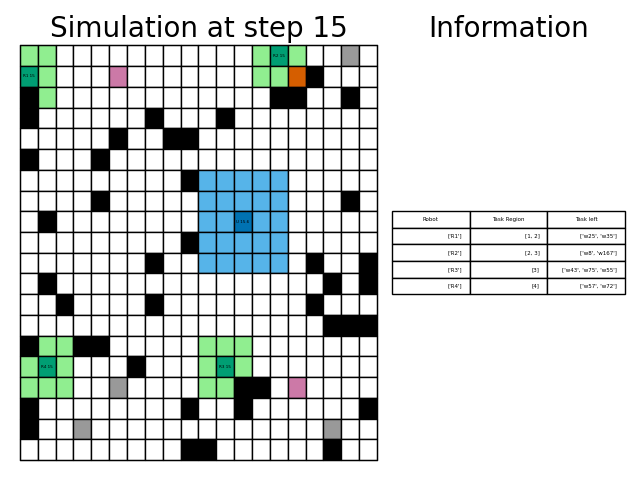 Simulation at step 15
Information
Robot Task Region Task left
['R1'] [1, 2] ['w25', 'w35']
['R2'] [2, 3] ['w8', 'w167']
['R3'] [3] ['w43', 'w75', 'w55']
['R4'] [4] ['w57', 'w72']